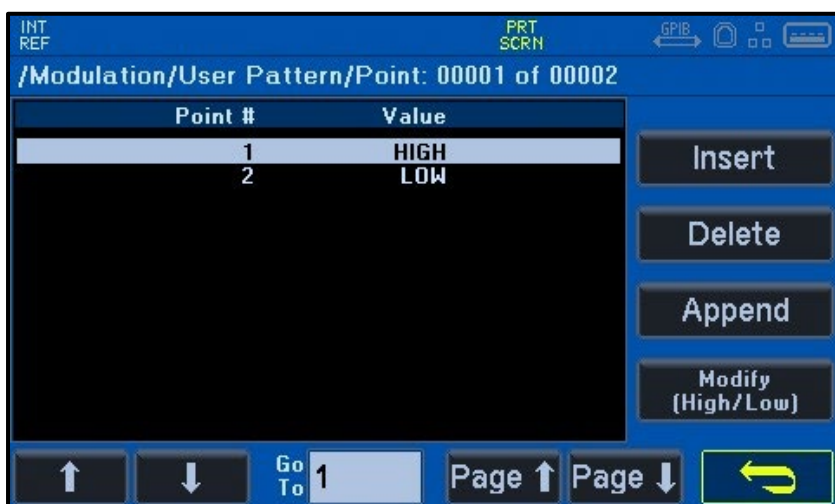 INT
REF
PRT
SCRN
GPIB
/Modulation/User Pattern/Point: 00001 of 00002
Point # Value
1 HIGH
2 LOW
Insert
Delete
Append
Modify
(High/Low)
↑ ↓ Go To 1 Page ↑ Page ↓